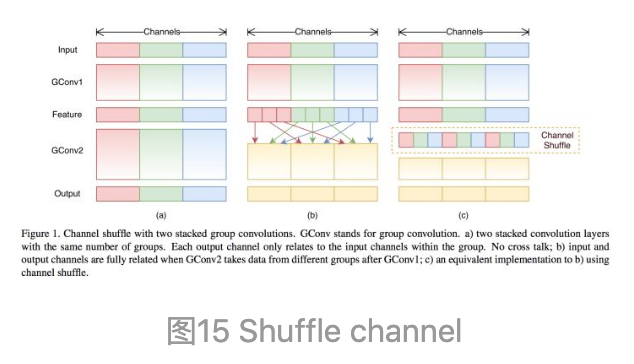 Channels Channels Channels
Input
GConv1
Feature
Channel
Shuffle
GConv2
Output
(a) (b) (c)
Figure 1. Channel shuffle with two stacked group convolutions. GConv stands for group convolution. a) two stacked convolution layers
with the same number of groups. Each output channel only relates to the input channels within the group. No cross talk; b) input and
output channels are fully related when GConv2 takes data from different groups after GConv1; c) an equivalent implementation to b) using
channel shuffle.
图15 Shuffle channel